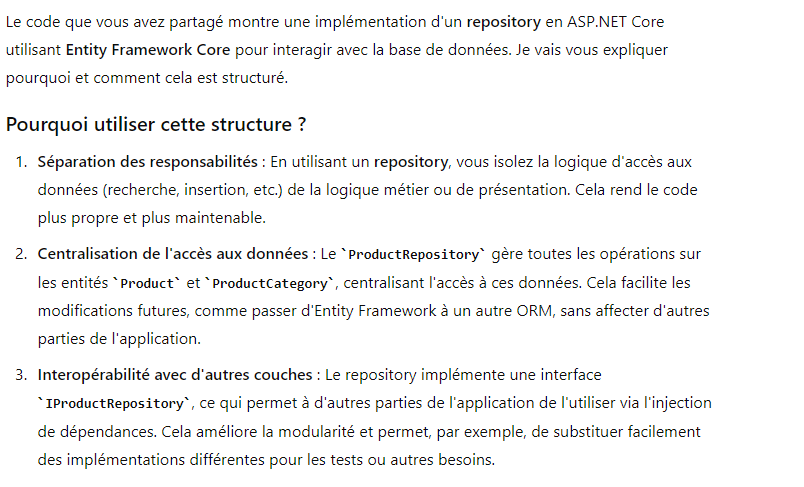 Le code que vous avez partagé montre une implémentation d'un repository en ASP.NET Core
utilisant Entity Framework Core pour interagir avec la base de données. Je vais vous expliquer
pourquoi et comment cela est structuré.
Pourquoi utiliser cette structure ?
1. Séparation des responsabilités : En utilisant un repository, vous isolez la logique d'accès aux
données (recherche, insertion, etc.) de la logique métier ou de présentation. Cela rend le code
plus propre et plus maintenable.
2. Centralisation de l'accès aux données : Le `ProductRepository` gère toutes les opérations sur
les entités `Product` et `ProductCategory`, centralisant l'accès à ces données. Cela facilite les
modifications futures, comme passer d'Entity Framework à un autre ORM, sans affecter d'autres
parties de l'application.
3. Interopérabilité avec d'autres couches : Le repository implémente une interface
`IProductRepository`, ce qui permet à d'autres parties de l'application de l'utiliser via l'injection
de dépendances. Cela améliore la modularité et permet, par exemple, de substituer facilement
des implémentations différentes pour les tests ou autres besoins.